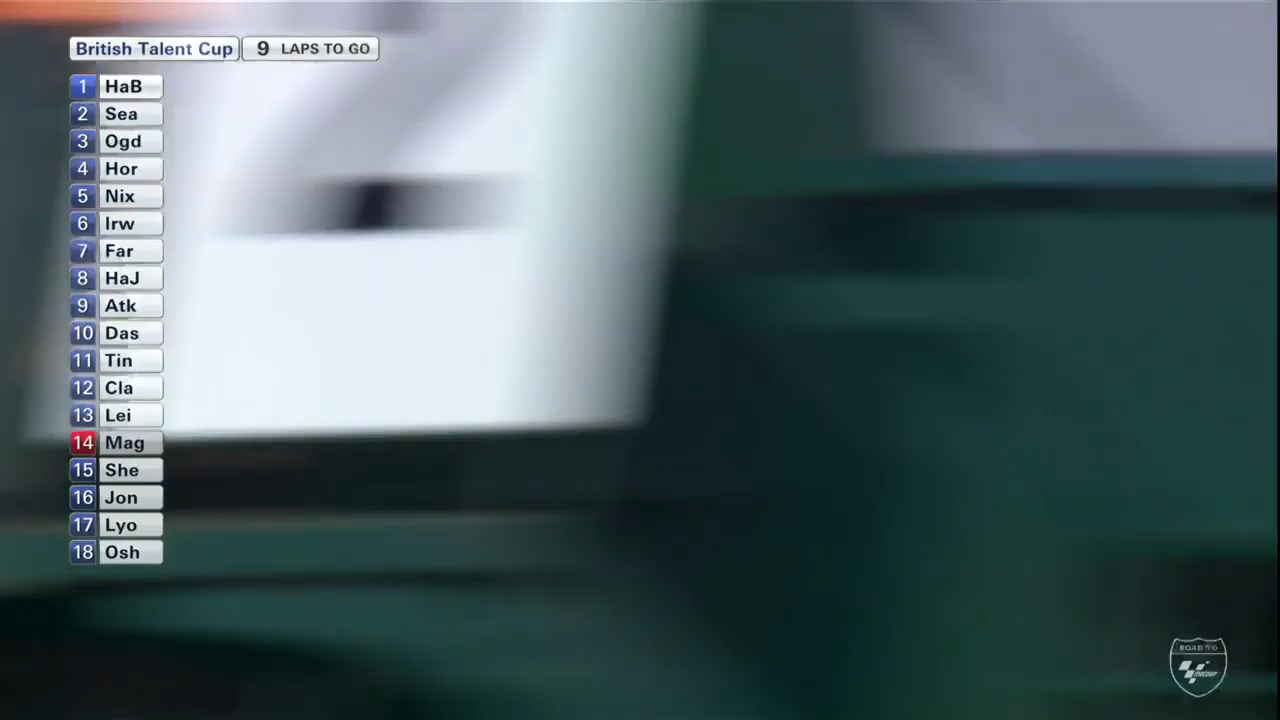 British Talent Cup 9 LAPS TO GO
1 HaB
2 Sea
3 Ogd
4 Hor
5 Nix
6 Irw
7 Far
8 HaJ
9 Atk
10 Das
11 Tin
12 Cla
13 Lei
14 Mag
15 She
16 Jon
17 Lyo
18 Osh
ROAD TO